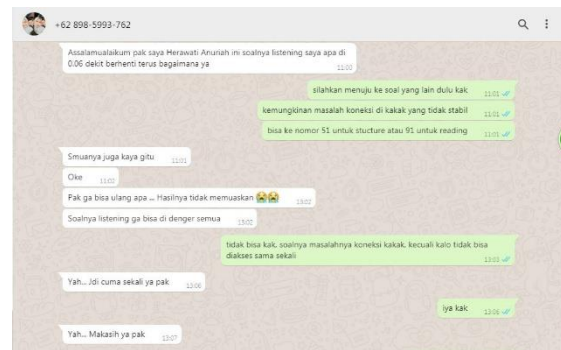 +62 898-5993-762
Assalamualaikum pak saya Herawati Anuriah ini soalnya listening saya apa di
0.06 dekit berhenti terus bagaimana ya
11:00
silahkan menuju ke soal yang lain dulu kak
11:01
kemungkinan masalah koneksi di kakak yang tidak stabil
11:01
bisa ke nomor 51 untuk stucture atau 91 untuk reading
11:01
Smuanya juga kaya gitu
11:01
Oke
11:02
Pak ga bisa ulang apa ... Hasilnya tidak memuaskan 😭😭
13:02
Soalnya listening ga bisa di denger semua
13:02
tidak bisa kak, soalnya masalahnya koneksi kakak, kecuali kalo tidak bisa
diakses sama sekali
13:03
Yah... Jdi cuma sekali ya pak
13:06
iya kak
13:06
Yah... Makasih ya pak
13:07